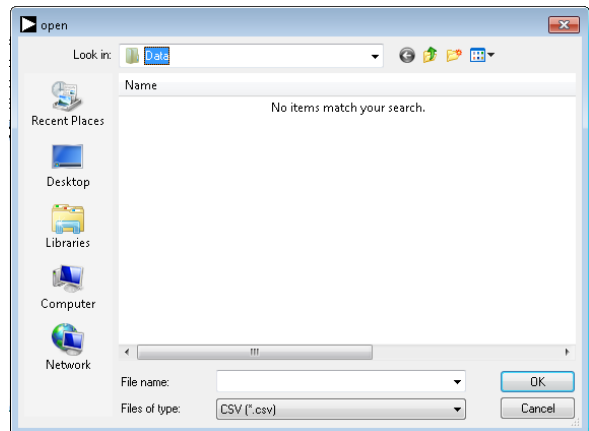 open
Look in: Data
Name
No items match your search.
Recent Places
Desktop
Libraries
Computer
Network
File name:
OK
Files of type: CSV (*.csv)
Cancel